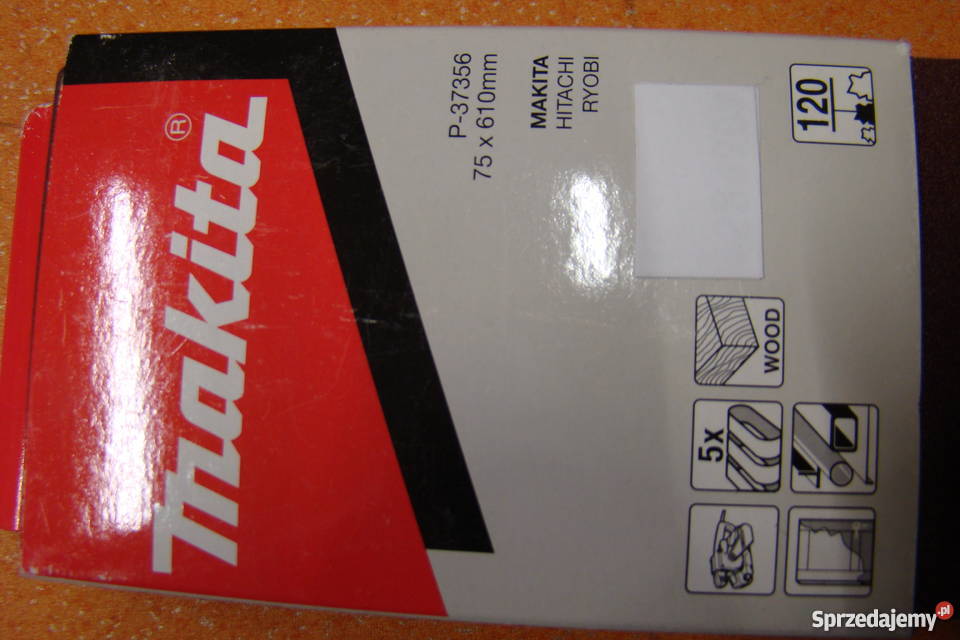 makita®
P-37356
75 x 610mm
MAKITA
HITACHI
RYOBI
120
WOOD
5x
Sprzedajemy.pl